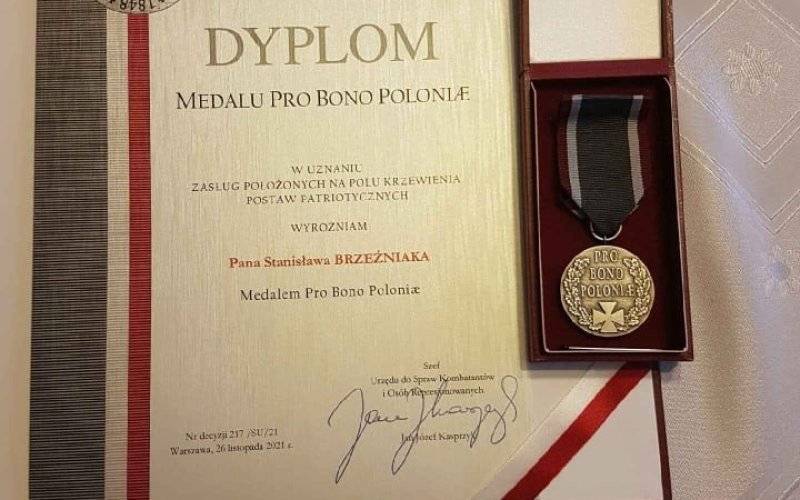 *1848*
DYPLOM
MEDALU PRO BONO POLONIÆ
W UZNANIU
ZASŁUG POŁOŻONYCH NA POLU KRZEWIENIA
POSTAW PATRIOTYCZNYCH
WYRÓŻNIAM
Pana Stanisława BRZEŹNIAKA
Medalem Pro Bono Poloniæ
Szef
Urzędu do Spraw Kombatantów
i Osób Represjonowanych
Jan Józef Kasprzyk
Nr decyzji 217 /SU/21
Warszawa, 26 listopada 2021 r.
PRO
BONO
POLONIÆ